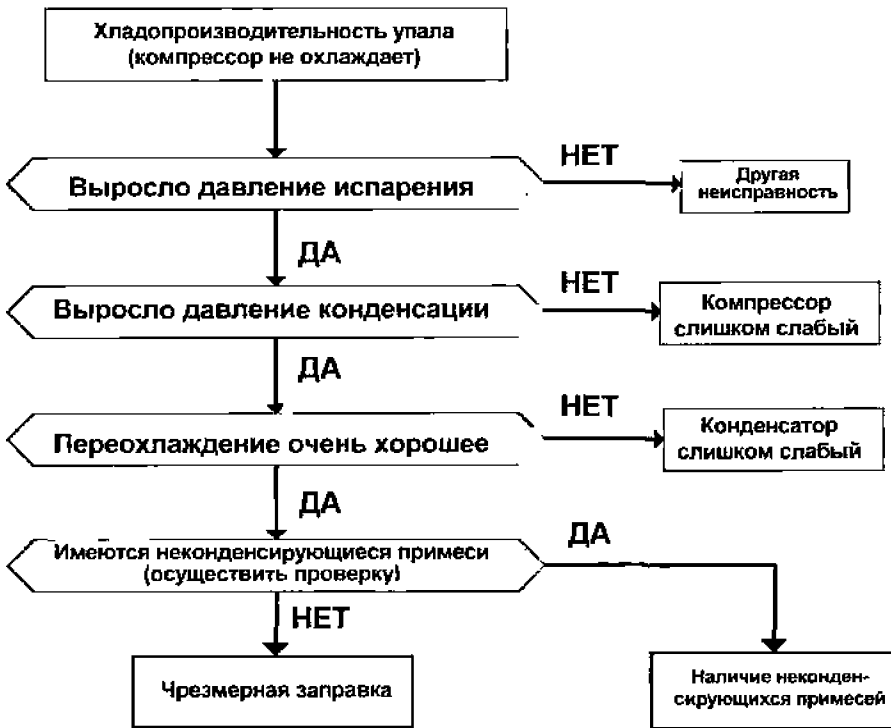 Хладопроизводительность упала
(компрессор не охлаждает)
НЕТ
Выросло давление испарения
Другая
неисправность
ДА
НЕТ
Выросло давление конденсации
Компрессор
слишком слабый
ДА
НЕТ
Переохлаждение очень хорошее
Конденсатор
слишком слабый
ДА
Имеются неконденсирующиеся примеси
(осуществить проверку)
ДА
НЕТ
Чрезмерная заправка
Наличие неконден-
сирующихся примесей